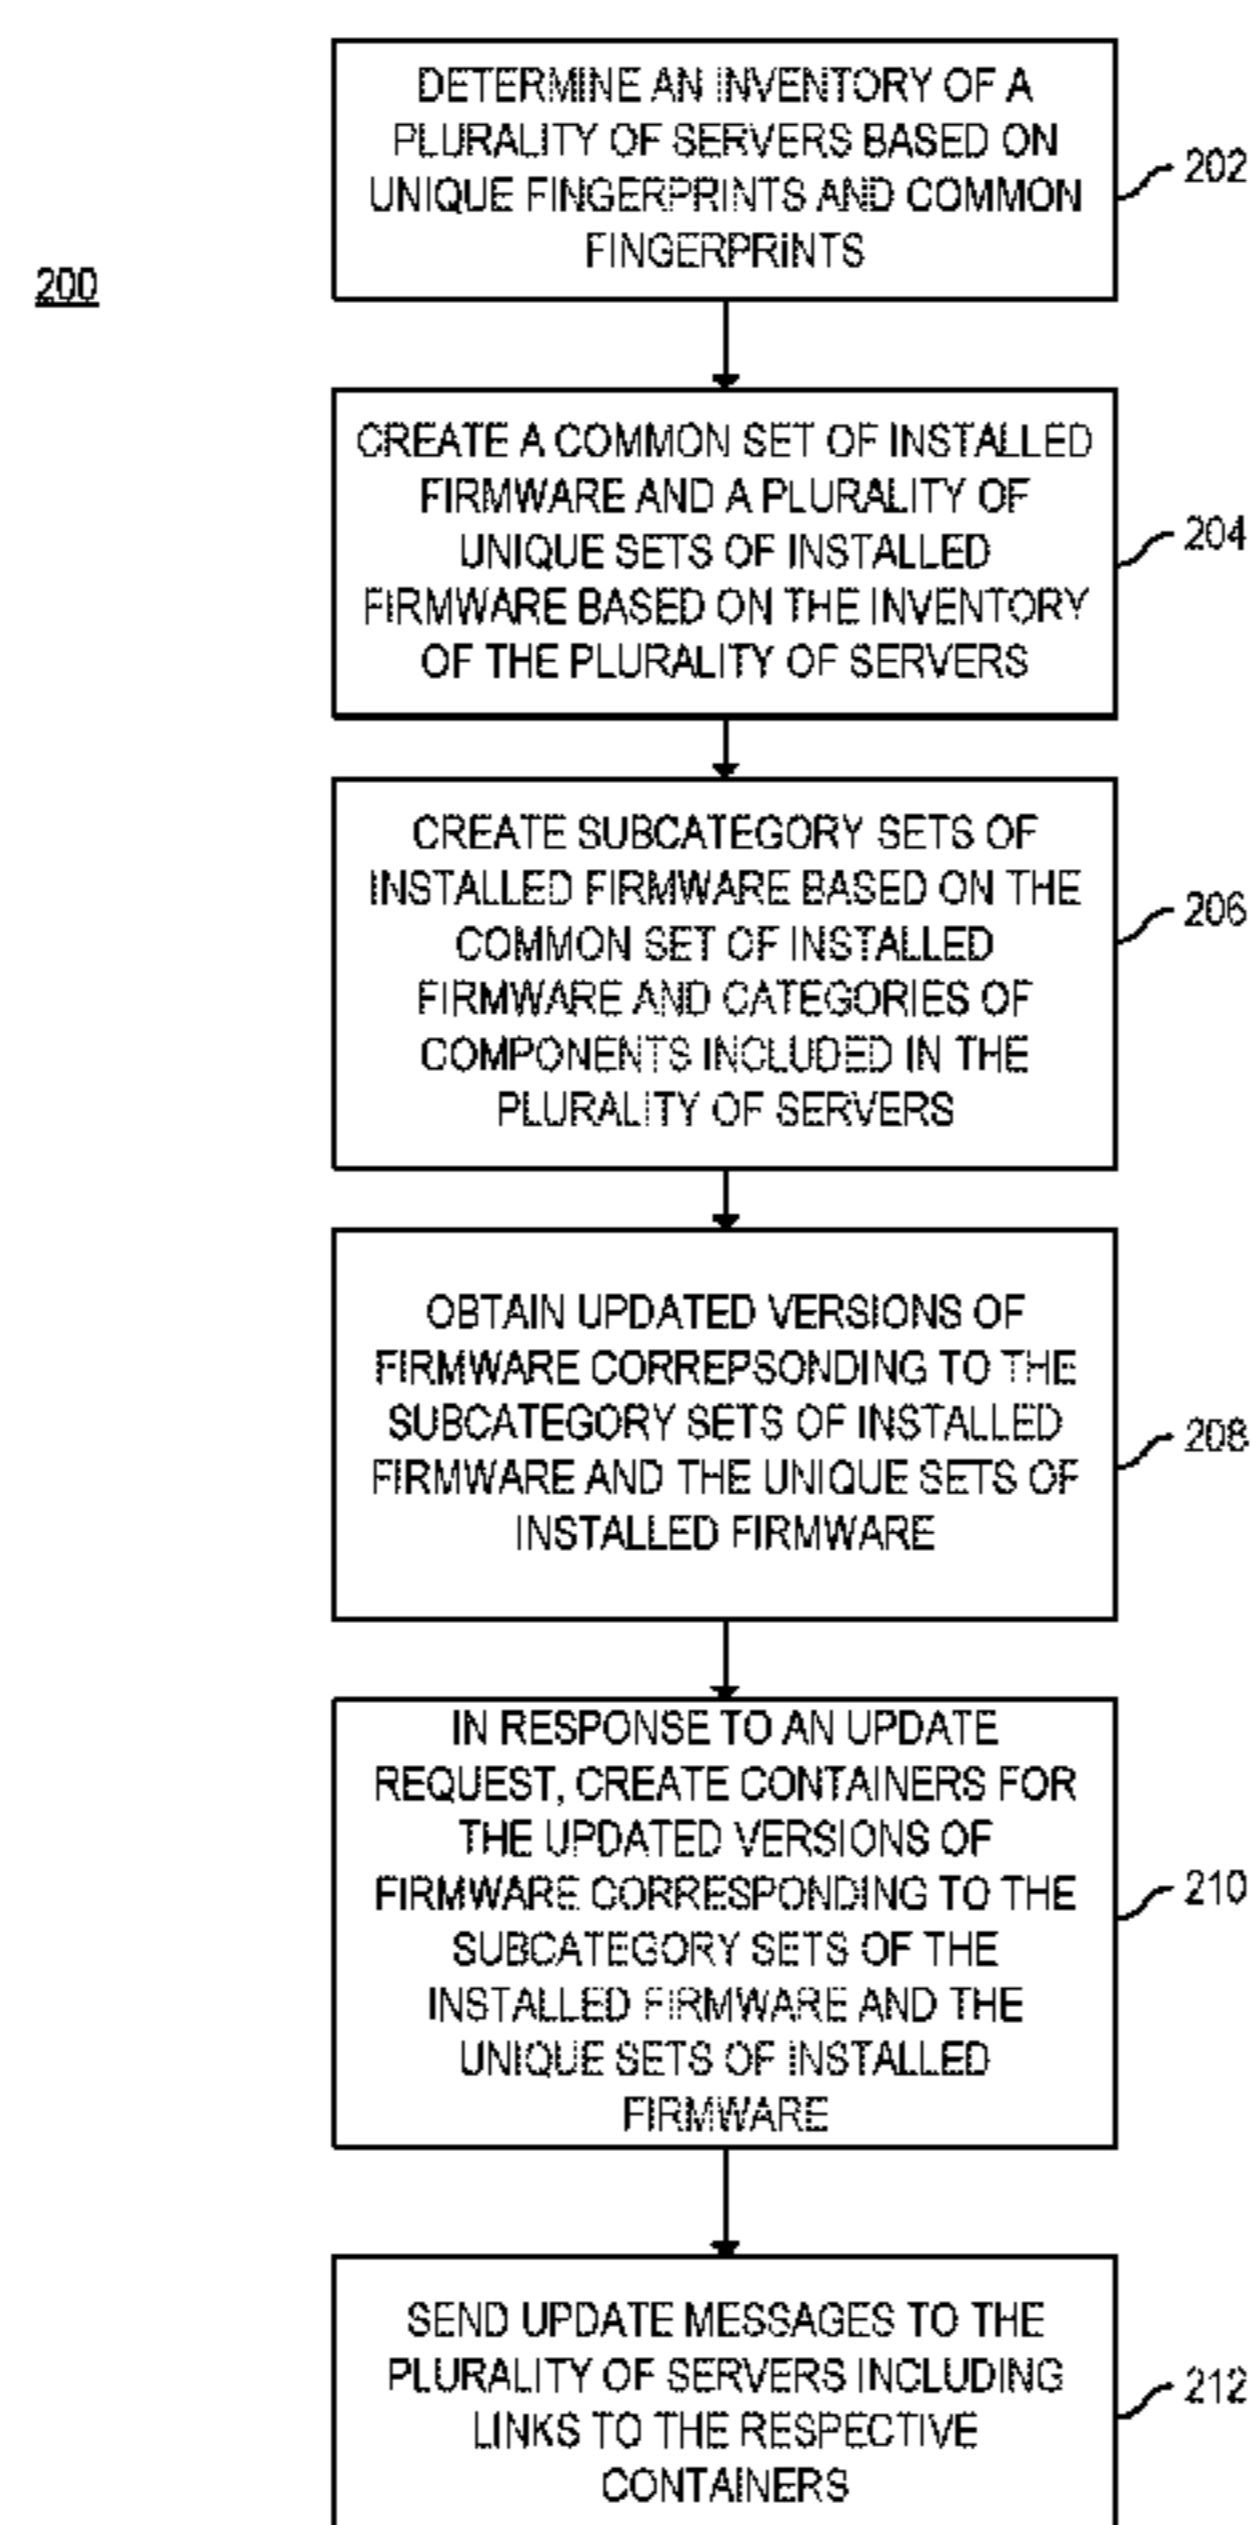 DETERMINE AN INVENTORY OF A
PLURALITY OF SERVERS BASED ON
UNIQUE FINGERPRINTS AND COMMON
FINGERPRINTS
202
200
CREATE A COMMON SET OF INSTALLED
FIRMWARE AND A PLURALITY OF
UNIQUE SETS OF INSTALLED
FIRMWARE BASED ON THE INVENTORY
OF THE PLURALITY OF SERVERS
204
CREATE SUBCATEGORY SETS OF
INSTALLED FIRMWARE BASED ON THE
COMMON SET OF INSTALLED
FIRMWARE AND CATEGORIES OF
COMPONENTS INCLUDED IN THE
PLURALITY OF SERVERS
206
OBTAIN UPDATED VERSIONS OF
FIRMWARE CORREPSONDING TO THE
SUBCATEGORY SETS OF INSTALLED
FIRMWARE AND THE UNIQUE SETS OF
INSTALLED FIRMWARE
208
IN RESPONSE TO AN UPDATE
REQUEST, CREATE CONTAINERS FOR
THE UPDATED VERSIONS OF
FIRMWARE CORRESPONDING TO THE
SUBCATEGORY SETS OF THE
INSTALLED FIRMWARE AND THE
UNIQUE SETS OF INSTALLED
FIRMWARE
210
SEND UPDATE MESSAGES TO THE
PLURALITY OF SERVERS INCLUDING
LINKS TO THE RESPECTIVE
CONTAINERS
212